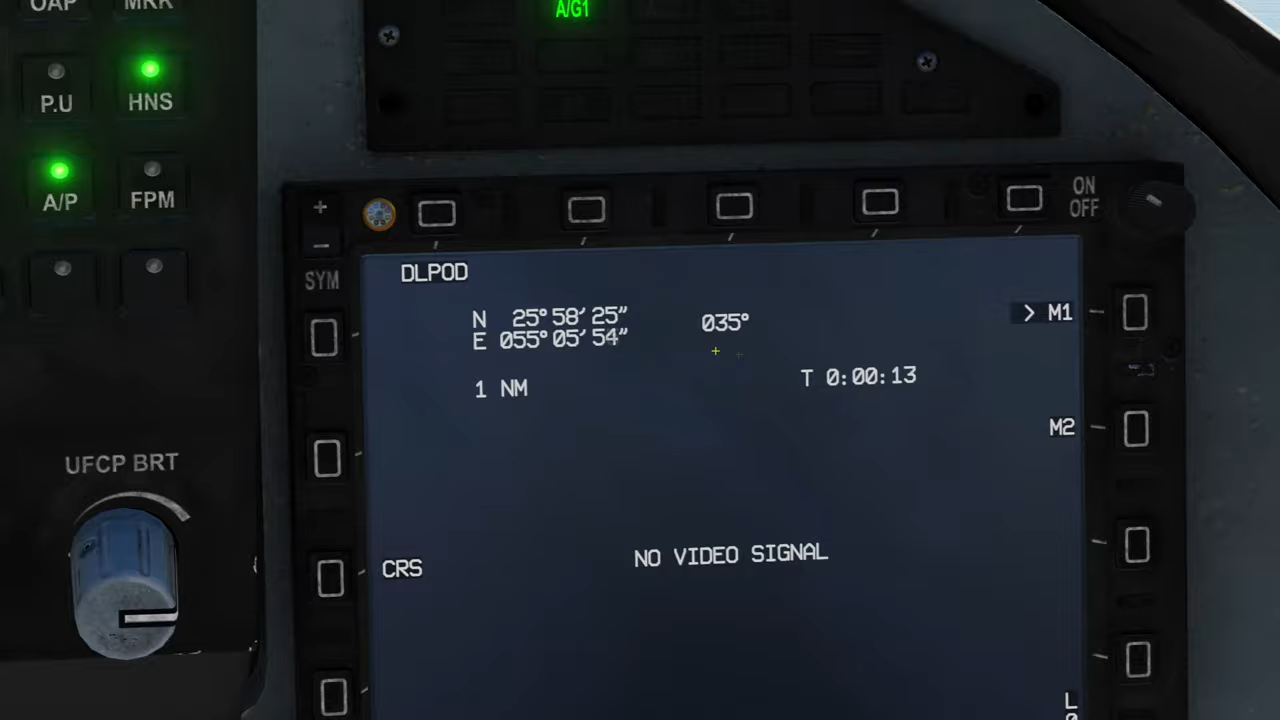 OAP MRK
A/G1
P.U HNS
A/P FPM
+
-
SYM
ON
OFF
DLPOD
N 25°58′25″
E 055°05′54″
035°
> M1
1 NM
T 0:00:13
M2
UFCP BRT
NO VIDEO SIGNAL
CRS
L